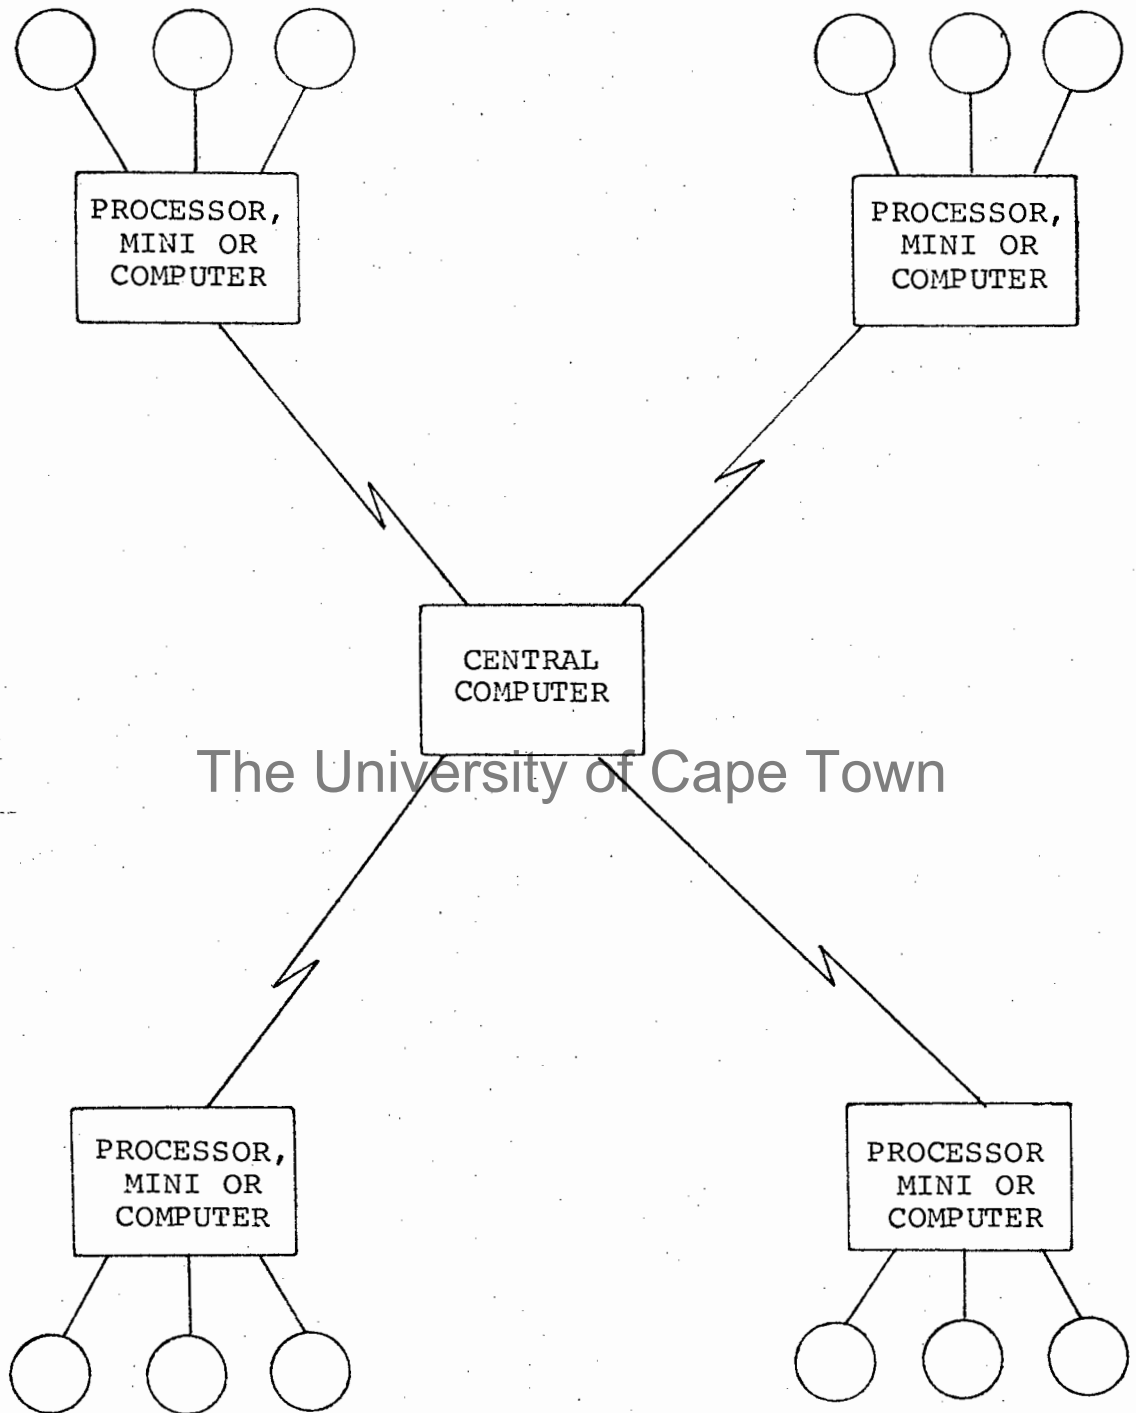 PROCESSOR,
MINI OR
COMPUTER
PROCESSOR,
MINI OR
COMPUTER
CENTRAL
COMPUTER
The University of Cape Town
PROCESSOR,
MINI OR
COMPUTER
PROCESSOR
MINI OR
COMPUTER